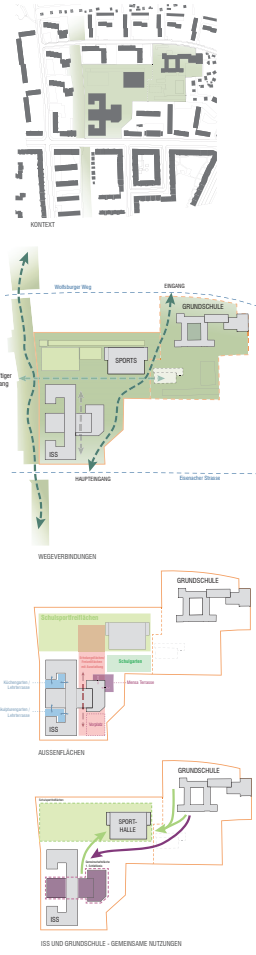 KONTEXT
Wolfsburger Weg
EINGANG
GRUNDSCHULE
SPORTS
ISS
HAUPTEINGANG
Eisenacher Strasse
WEGEVERBINDUNGEN
GRUNDSCHULE
Schulsportfreiflächen
Schulgarten
Mensa Terrasse
ISS
AUSSENFLÄCHEN
GRUNDSCHULE
SPORT-
HALLE
ISS
ISS UND GRUNDSCHULE - GEMEINSAME NUTZUNGEN